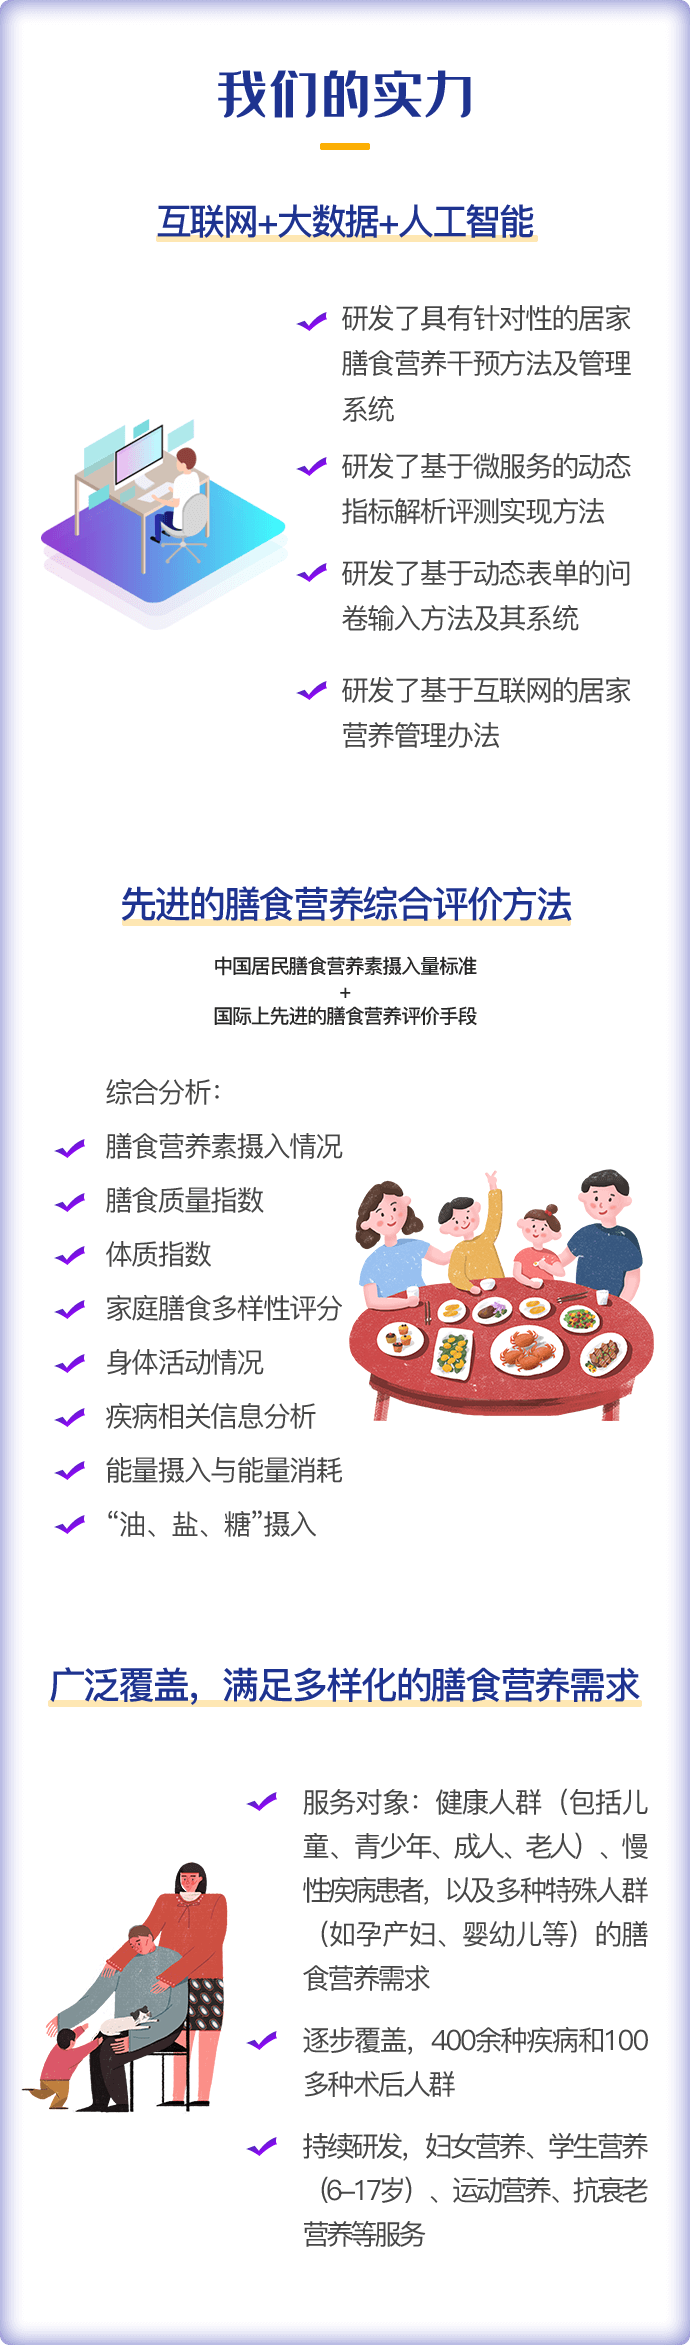 我们的实力
互联网+大数据+人工智能
研发了具有针对性的居家
膳食营养干预方法及管理
系统
研发了基于微服务的动态
指标解析评测实现方法
研发了基于动态表单的问
卷输入方法及其系统
研发了基于互联网的居家
营养管理办法
先进的膳食营养综合评价方法
中国居民膳食营养素摄入量标准
+
国际上先进的膳食营养评价手段
综合分析：
膳食营养素摄入情况
膳食质量指数
体质指数
家庭膳食多样性评分
身体活动情况
疾病相关信息分析
能量摄入与能量消耗
“油、盐、糖”摄入
广泛覆盖，满足多样化的膳食营养需求
服务对象：健康人群（包括儿
童、青少年、成人、老人）、慢
性疾病患者，以及多种特殊人群
（如孕产妇、婴幼儿等）的膳
食营养需求
逐步覆盖，400余种疾病和100
多种术后人群
持续研发，妇女营养、学生营养
（6–17岁）、运动营养、抗衰老
营养等服务